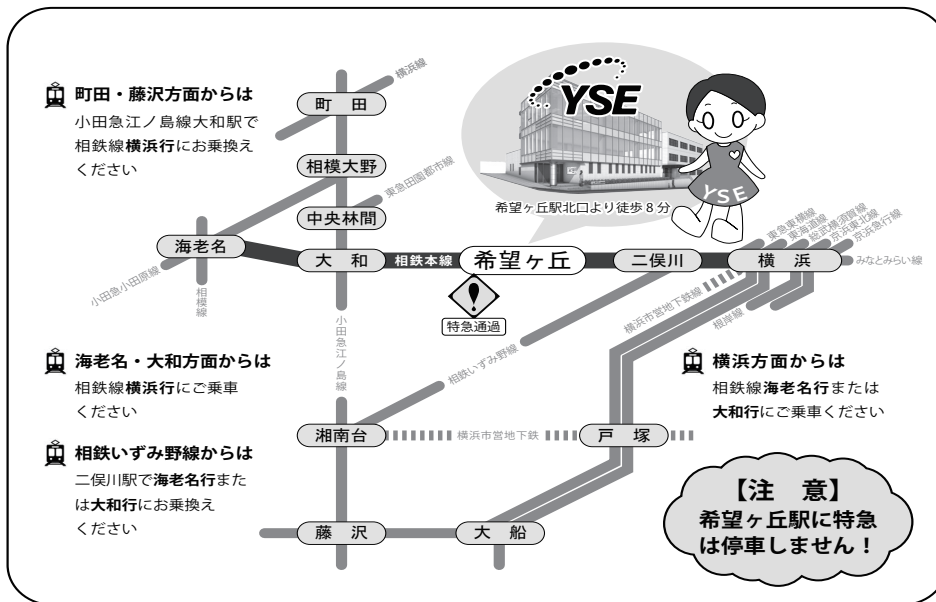 町田・藤沢方面からは
小田急江ノ島線大和駅で
相鉄線横浜行にお乗換え
ください
横浜線
町 田
相模大野
東急田園都市線
中央林間
海老名
大 和
相鉄本線
希望ヶ丘
二俣川
横 浜
YSE
YSE
希望ヶ丘駅北口より徒歩8分
東急東横線
東海道線
総武横須賀線
京浜東北線
京浜急行線
みなとみらい線
小田急小田原線
相模線
特急通過
横浜市営地下鉄線
根岸線
小田急江ノ島線
相鉄いずみ野線
海老名・大和方面からは
相鉄線横浜行にご乗車
ください
横浜方面からは
相鉄線海老名行または
大和行にご乗車ください
湘南台
横浜市営地下鉄
戸 塚
相鉄いずみ野線からは
二俣川駅で海老名行また
は大和行にお乗換え
ください
藤 沢
大 船
【注 意】
希望ヶ丘駅に特急
は停車しません！